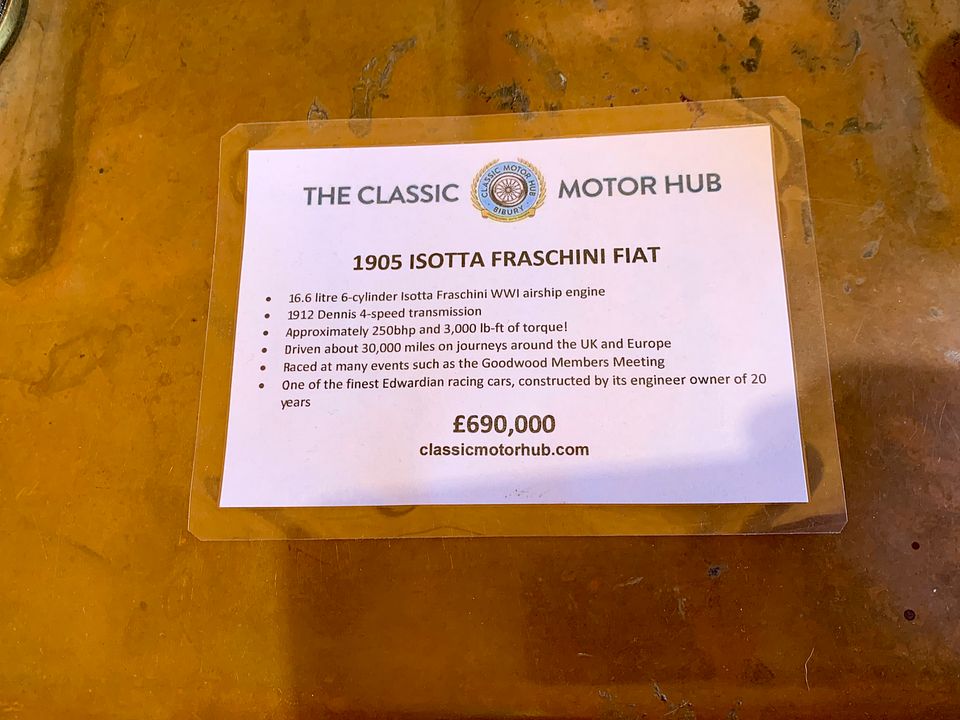 THE CLASSIC MOTOR HUB
CLASSIC MOTOR HUB
BIBURY
1905 ISOTTA FRASCHINI FIAT
• 16.6 litre 6-cylinder Isotta Fraschini WWI airship engine
• 1912 Dennis 4-speed transmission
• Approximately 250bhp and 3,000 lb-ft of torque!
• Driven about 30,000 miles on journeys around the UK and Europe
• Raced at many events such as the Goodwood Members Meeting
• One of the finest Edwardian racing cars, constructed by its engineer owner of 20
years
£690,000
classicmotorhub.com